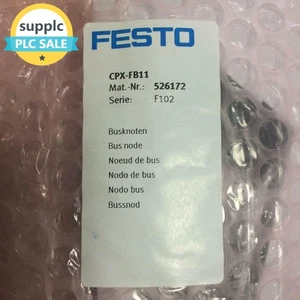 supplc
PLC SALE
FESTO
CPX-FB11
Mat.-Nr.: 526172
Serie: F102
Busknoten
Bus node
Noeud de bus
Nodo de bus
Nodo bus
Bussnod